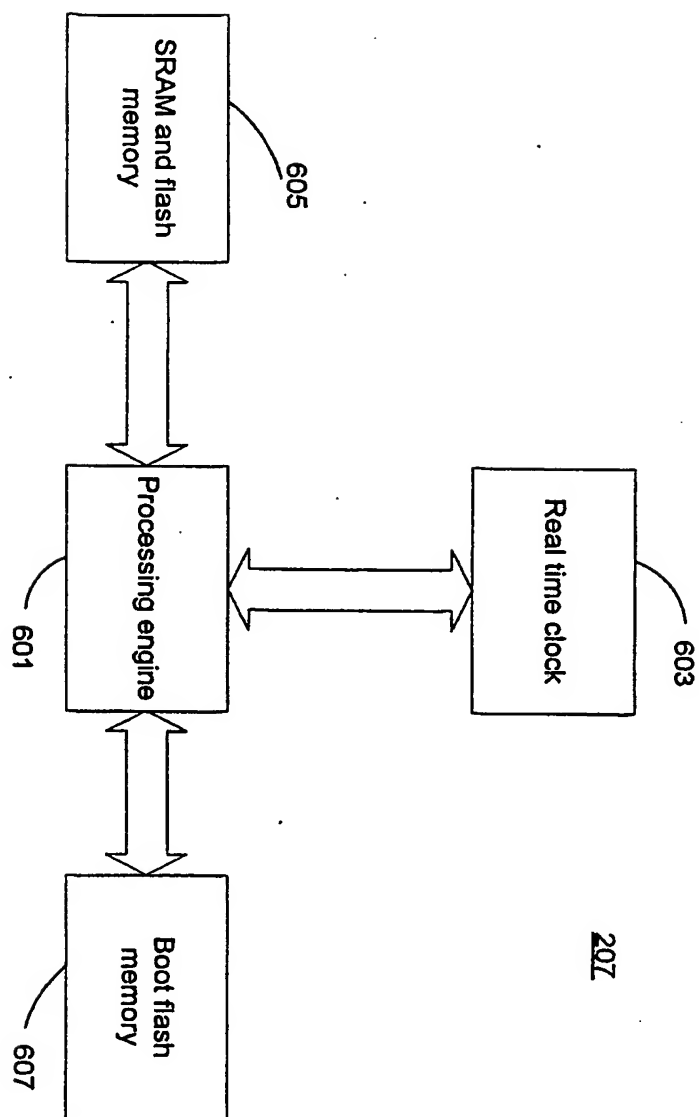 603
207
Real time clock
605
SRAM and flash
memory
Processing engine
Boot flash
memory
601
607